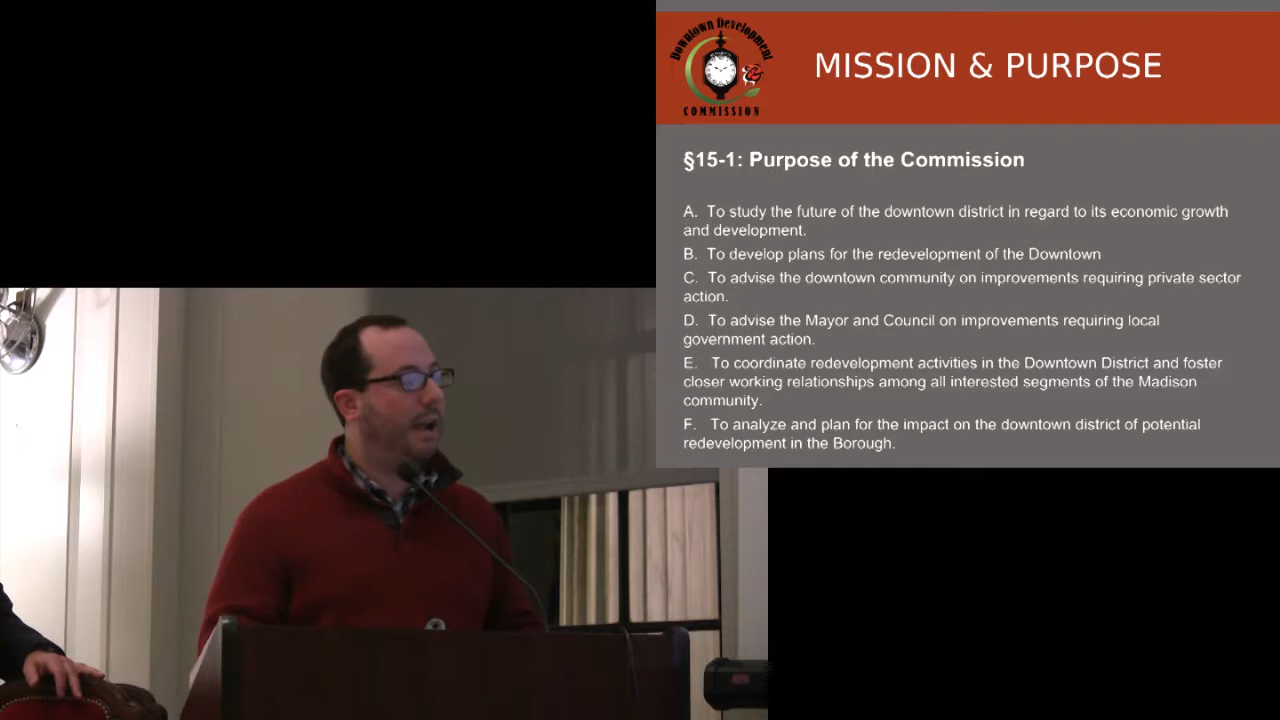 Downtown Development
COMMISSION
MISSION & PURPOSE
§15-1: Purpose of the Commission
A. To study the future of the downtown district in regard to its economic growth
and development.
B. To develop plans for the redevelopment of the Downtown
C. To advise the downtown community on improvements requiring private sector
action.
D. To advise the Mayor and Council on improvements requiring local
government action.
E. To coordinate redevelopment activities in the Downtown District and foster
closer working relationships among all interested segments of the Madison
community.
F. To analyze and plan for the impact on the downtown district of potential
redevelopment in the Borough.